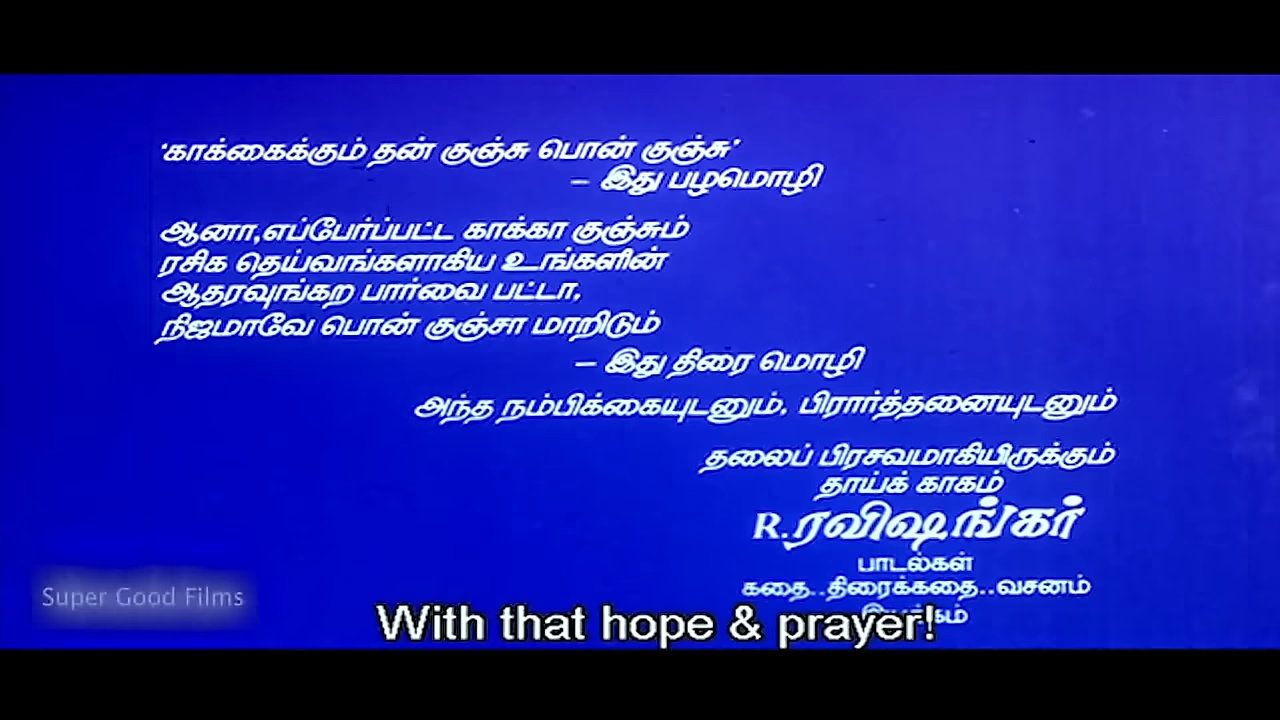 ‘காக்கைக்கும் தன் குஞ்சு பொன் குஞ்சு’
– இது பழமொழி
ஆனா,எப்பேர்ப்பட்ட காக்கா குஞ்சும்
ரசிக தெய்வங்களாகிய உங்களின்
ஆதரவுங்கற பார்வை பட்டா,
நிஜமாவே பொன் குஞ்சா மாறிடும்
– இது திரை மொழி
அந்த நம்பிக்கையுடனும், பிரார்த்தனையுடனும்
தலைப் பிரசவமாகியிருக்கும்
தாய்க் காகம்
R.ரவிஷங்கர்
பாடல்கள்
கதை..திரைக்கதை..வசனம்
Super Good Films
With that hope & prayer!